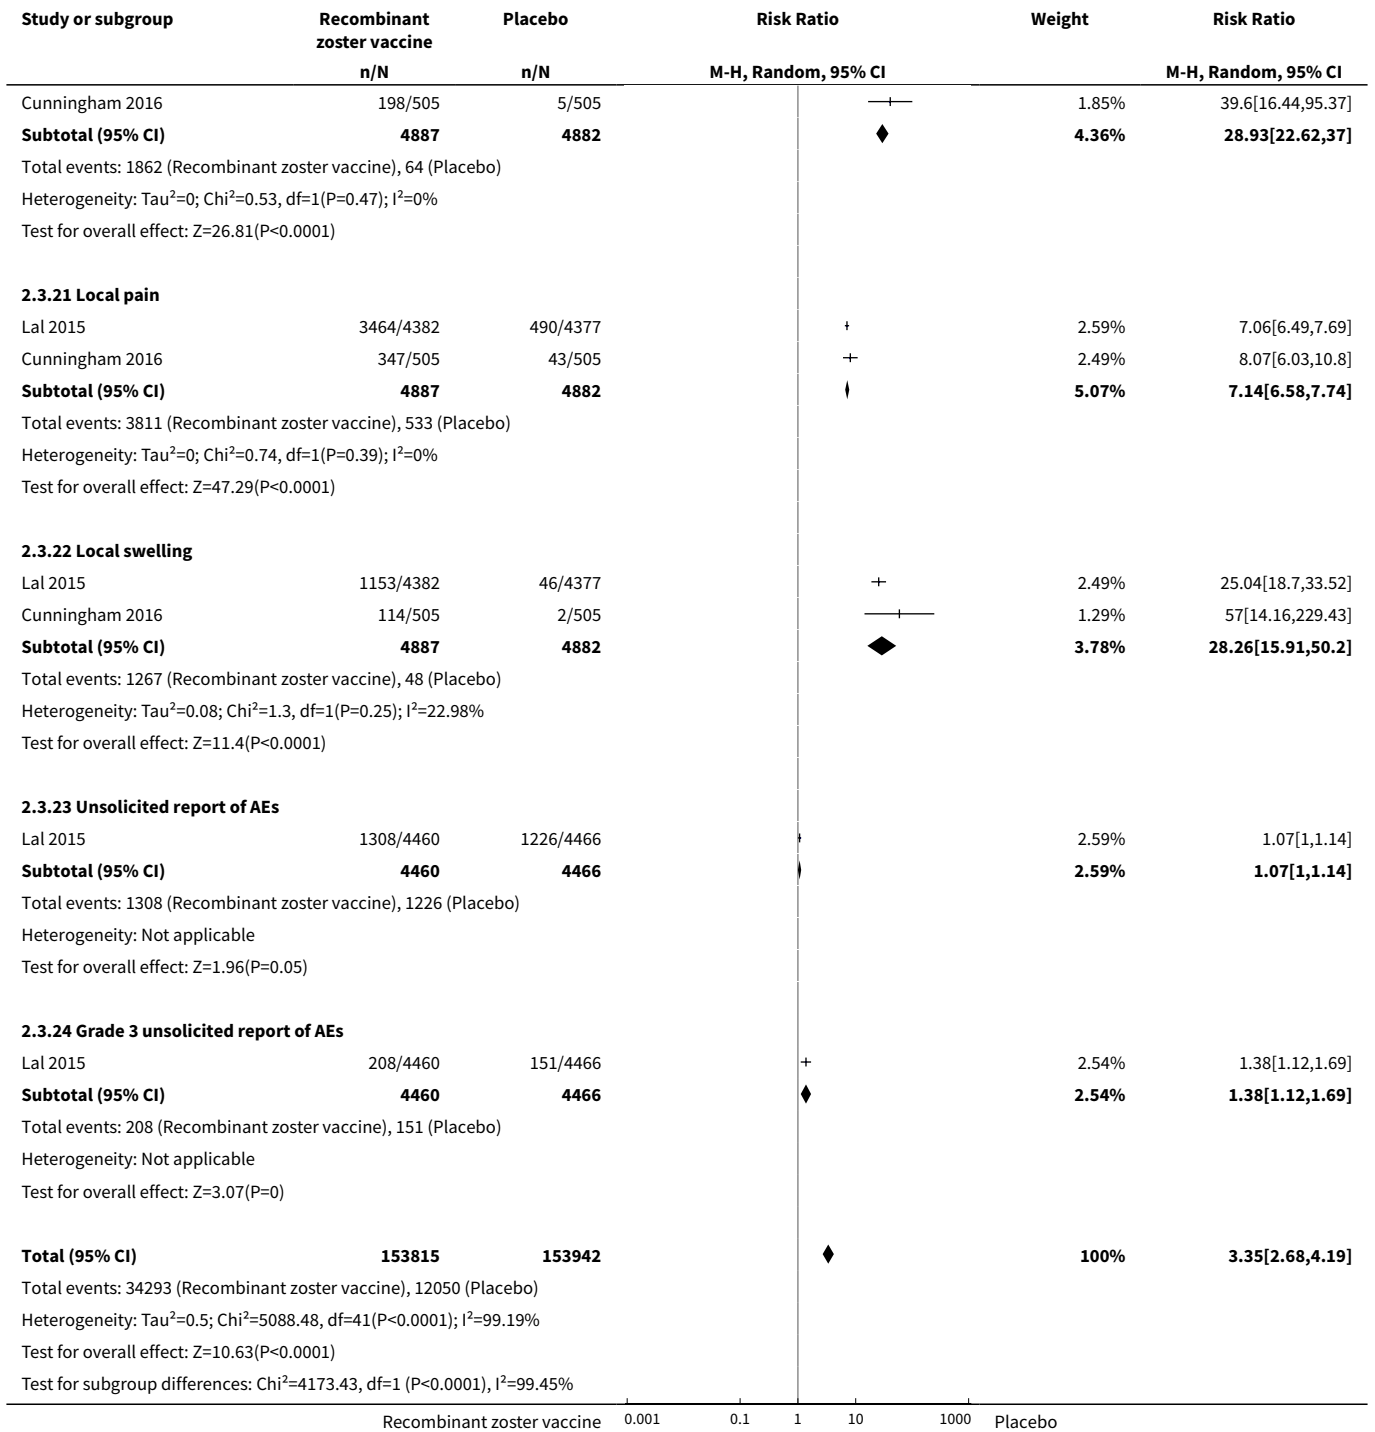 Study or subgroup Recombinant zoster vaccine Placebo Risk Ratio Weight Risk Ratio
n/N n/N M-H, Random, 95% CI M-H, Random, 95% CI
Cunningham 2016 198/505 5/505 1.85% 39.6[16.44,95.37]
Subtotal (95% CI) 4887 4882 4.36% 28.93[22.62,37]
Total events: 1862 (Recombinant zoster vaccine), 64 (Placebo)
Heterogeneity: Tau²=0; Chi²=0.53, df=1(P=0.47); I²=0%
Test for overall effect: Z=26.81(P<0.0001)
2.3.21 Local pain
Lal 2015 3464/4382 490/4377 2.59% 7.06[6.49,7.69]
Cunningham 2016 347/505 43/505 2.49% 8.07[6.03,10.8]
Subtotal (95% CI) 4887 4882 5.07% 7.14[6.58,7.74]
Total events: 3811 (Recombinant zoster vaccine), 533 (Placebo)
Heterogeneity: Tau²=0; Chi²=0.74, df=1(P=0.39); I²=0%
Test for overall effect: Z=47.29(P<0.0001)
2.3.22 Local swelling
Lal 2015 1153/4382 46/4377 2.49% 25.04[18.7,33.52]
Cunningham 2016 114/505 2/505 1.29% 57[14.16,229.43]
Subtotal (95% CI) 4887 4882 3.78% 28.26[15.91,50.2]
Total events: 1267 (Recombinant zoster vaccine), 48 (Placebo)
Heterogeneity: Tau²=0.08; Chi²=1.3, df=1(P=0.25); I²=22.98%
Test for overall effect: Z=11.4(P<0.0001)
2.3.23 Unsolicited report of AEs
Lal 2015 1308/4460 1226/4466 2.59% 1.07[1,1.14]
Subtotal (95% CI) 4460 4466 2.59% 1.07[1,1.14]
Total events: 1308 (Recombinant zoster vaccine), 1226 (Placebo)
Heterogeneity: Not applicable
Test for overall effect: Z=1.96(P=0.05)
2.3.24 Grade 3 unsolicited report of AEs
Lal 2015 208/4460 151/4466 2.54% 1.38[1.12,1.69]
Subtotal (95% CI) 4460 4466 2.54% 1.38[1.12,1.69]
Total events: 208 (Recombinant zoster vaccine), 151 (Placebo)
Heterogeneity: Not applicable
Test for overall effect: Z=3.07(P=0)
Total (95% CI) 153815 153942 100% 3.35[2.68,4.19]
Total events: 34293 (Recombinant zoster vaccine), 12050 (Placebo)
Heterogeneity: Tau²=0.5; Chi²=5088.48, df=41(P<0.0001); I²=99.19%
Test for overall effect: Z=10.63(P<0.0001)
Test for subgroup differences: Chi²=4173.43, df=1 (P<0.0001), I²=99.45%
Recombinant zoster vaccine 0.001 0.1 1 10 1000 Placebo